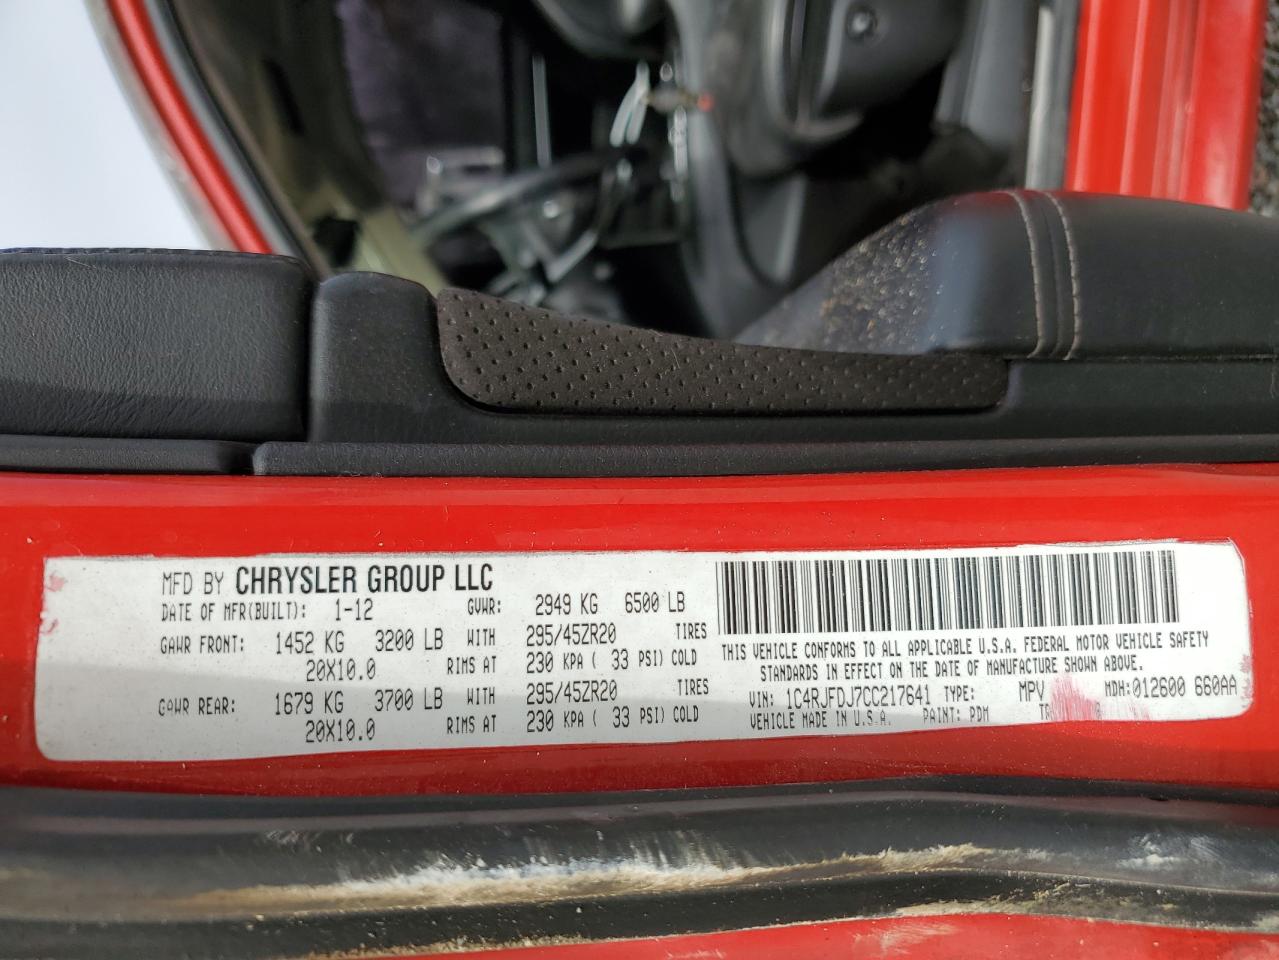 MFD BY CHRYSLER GROUP LLC
DATE OF MFR(BUILT): 1-12 GVWR: 2949 KG 6500 LB
GAWR FRONT: 1452 KG 3200 LB WITH 295/45ZR20 TIRES
20X10.0 RIMS AT 230 KPA ( 33 PSI) COLD
GAWR REAR: 1679 KG 3700 LB WITH 295/45ZR20 TIRES
20X10.0 RIMS AT 230 KPA ( 33 PSI) COLD
THIS VEHICLE CONFORMS TO ALL APPLICABLE U.S.A. FEDERAL MOTOR VEHICLE SAFETY
STANDARDS IN EFFECT ON THE DATE OF MANUFACTURE SHOWN ABOVE.
VIN: 1C4RJFDJ7CC217641 TYPE: MPV MDH:012600 660AA
VEHICLE MADE IN U.S.A. PAINT: PDM